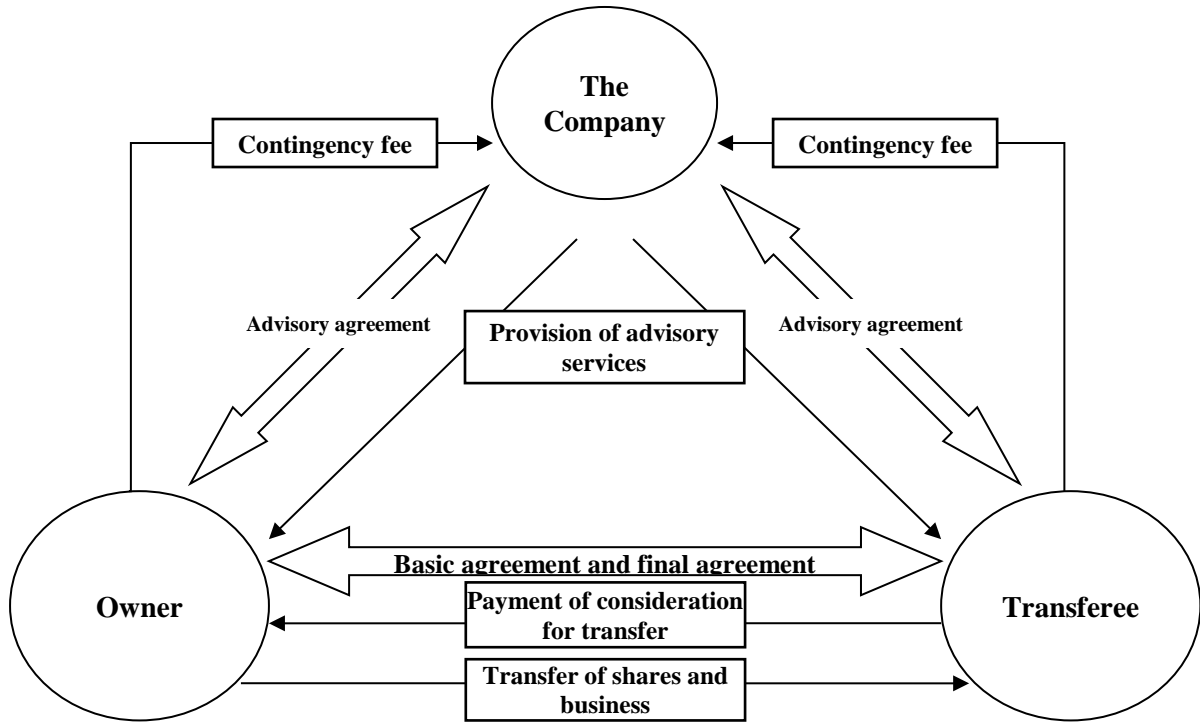 The
Company
Contingency fee
Contingency fee
Advisory agreement
Provision of advisory
services
Advisory agreement
Basic agreement and final agreement
Owner
Payment of consideration
for transfer
Transferee
Transfer of shares and
business